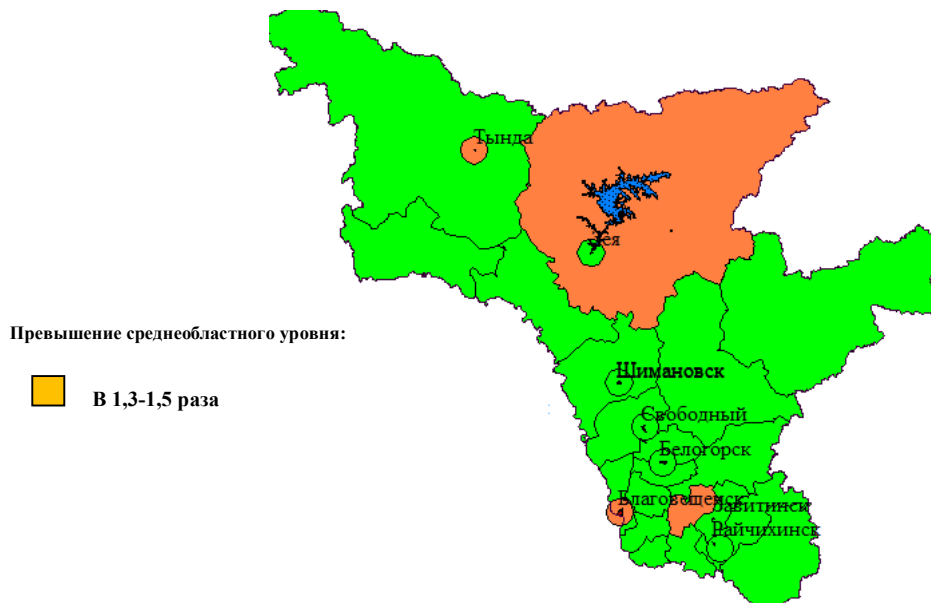 Тында
Зея
Превышение среднеобластного уровня:
В 1,3-1,5 раза
Шимановск
Свободный
Белогорск
Благовещенск
Завитинск
Райчихинск